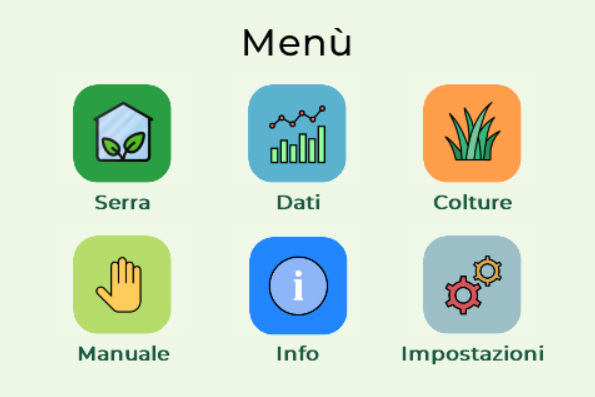 Menù
Serra
Dati
Colture
Manuale
i
Info
Impostazioni